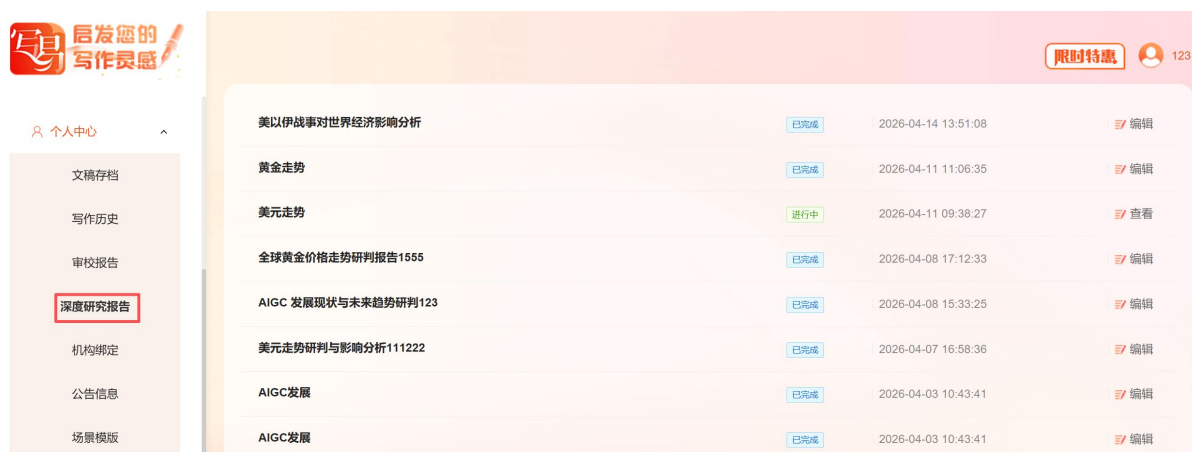 写易
启发您的
写作灵感
限时特惠
123
个人中心
文稿存档
写作历史
审校报告
深度研究报告
机构绑定
公告信息
场景模版
美以伊战事对世界经济影响分析 已完成 2026-04-14 13:51:08 编辑
黄金走势 已完成 2026-04-11 11:06:35 编辑
美元走势 进行中 2026-04-11 09:38:27 查看
全球黄金价格走势研判报告1555 已完成 2026-04-08 17:12:33 编辑
AIGC 发展现状与未来趋势研判123 已完成 2026-04-08 15:33:25 编辑
美元走势研判与影响分析111222 已完成 2026-04-07 16:58:36 编辑
AIGC发展 已完成 2026-04-03 10:43:41 编辑
AIGC发展 已完成 2026-04-03 10:43:41 编辑